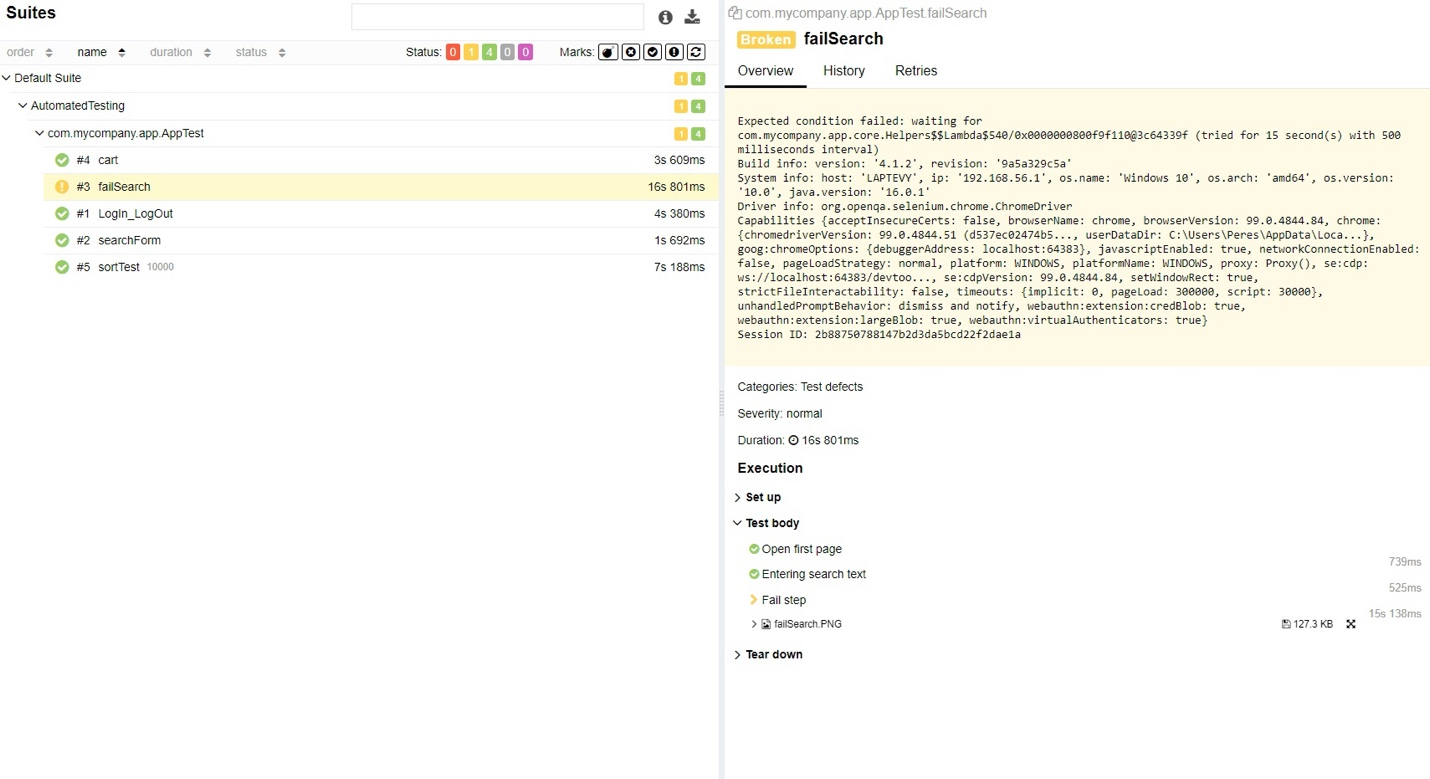 Suites
order name duration status Status: 0 1 4 0 0 Marks:
Default Suite 1 4
AutomatedTesting 1 4
com.mycompany.app.AppTest 1 4
#4 cart 3s 609ms
#3 failSearch 16s 801ms
#1 LogIn_LogOut 4s 380ms
#2 searchForm 1s 692ms
#5 sortTest 10000 7s 188ms
com.mycompany.app.AppTest.failSearch
Broken failSearch
Overview History Retries
Expected condition failed: waiting for
com.mycompany.app.core.Helpers$$Lambda$540/0x0000000800f9f110@3c64339f (tried for 15 second(s) with 500
milliseconds interval)
Build info: version: '4.1.2', revision: '9a5a329c5a'
System info: host: 'LAPTEVY', ip: '192.168.56.1', os.name: 'Windows 10', os.arch: 'amd64', os.version:
'10.0', java.version: '16.0.1'
Driver info: org.openqa.selenium.chrome.ChromeDriver
Capabilities {acceptInsecureCerts: false, browserName: chrome, browserVersion: 99.0.4844.84, chrome:
{chromedriverVersion: 99.0.4844.51 (d537ec02474b5..., userDataDir: C:\Users\Peres\AppData\Loca...},
goog:chromeOptions: {debuggerAddress: localhost:64383}, javascriptEnabled: true, networkConnectionEnabled:
false, pageLoadStrategy: normal, platform: WINDOWS, platformName: WINDOWS, proxy: Proxy(), se:cdp:
ws://localhost:64383/devtoo..., se:cdpVersion: 99.0.4844.84, setWindowRect: true,
strictFileInteractability: false, timeouts: {implicit: 0, pageLoad: 300000, script: 30000},
unhandledPromptBehavior: dismiss and notify, webauthn:extension:credBlob: true,
webauthn:extension:largeBlob: true, webauthn:virtualAuthenticators: true}
Session ID: 2b88750788147b2d3da5bcd22f2dae1a
Categories: Test defects
Severity: normal
Duration: 16s 801ms
Execution
Set up
Test body
Open first page
739ms
Entering search text
525ms
Fail step
15s 138ms
failSearch.PNG 127.3 KB
Tear down